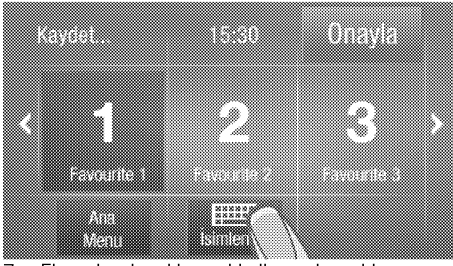 Kaydet... 15:30 Onayla
1 2 3
Favourite 1 Favourite 2 Favourite 3
Ana
Menu
İsimlen